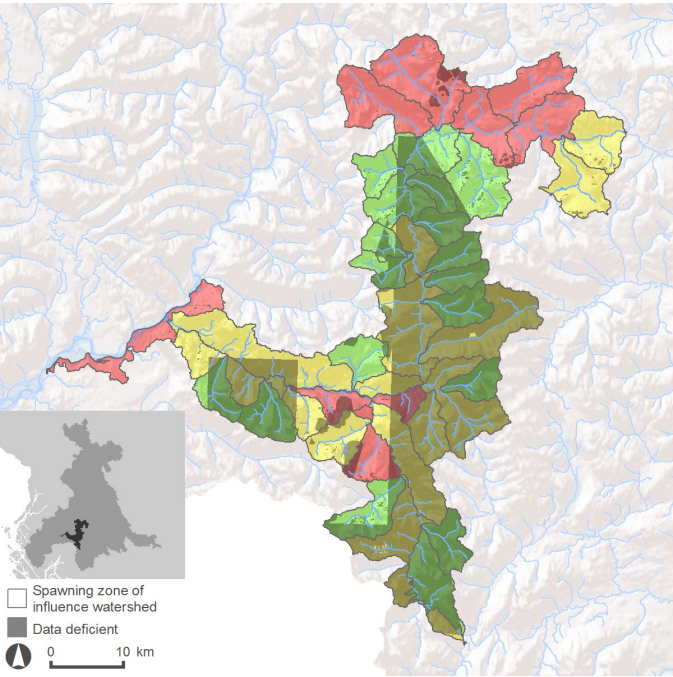 Spawning zone of
influence watershed
Data deficient
0 10 km